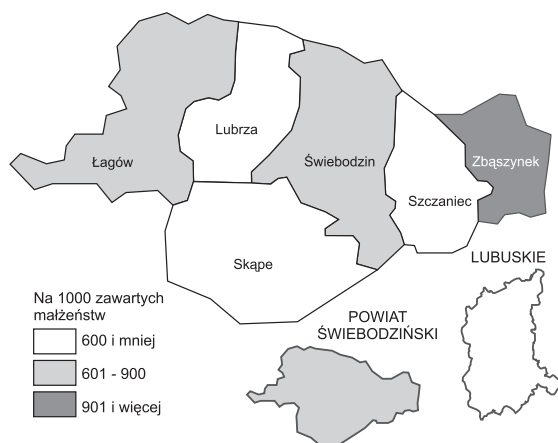 Lubrza
Łagów
Świebodzin
Zbąszynek
Szczaniec
Skąpe
LUBUSKIE
Na 1000 zawartych
małżeństw
600 i mniej
601 - 900
901 i więcej
POWIAT
ŚWIEBODZIŃSKI